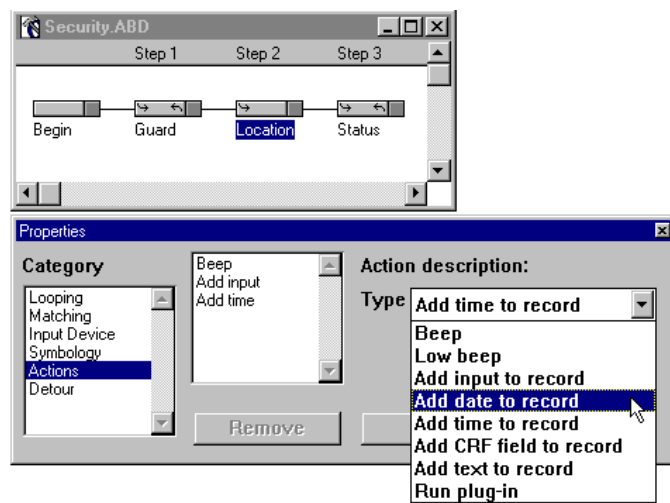 Security.ABD
Step 1 Step 2 Step 3
Begin Guard Location Status
Properties
Category
Looping
Matching
Input Device
Symbology
Actions
Detour
Beep
Add input
Add time
Remove
Action description:
Type Add time to record
Beep
Low beep
Add input to record
Add date to record
Add time to record
Add CRF field to record
Add text to record
Run plug-in